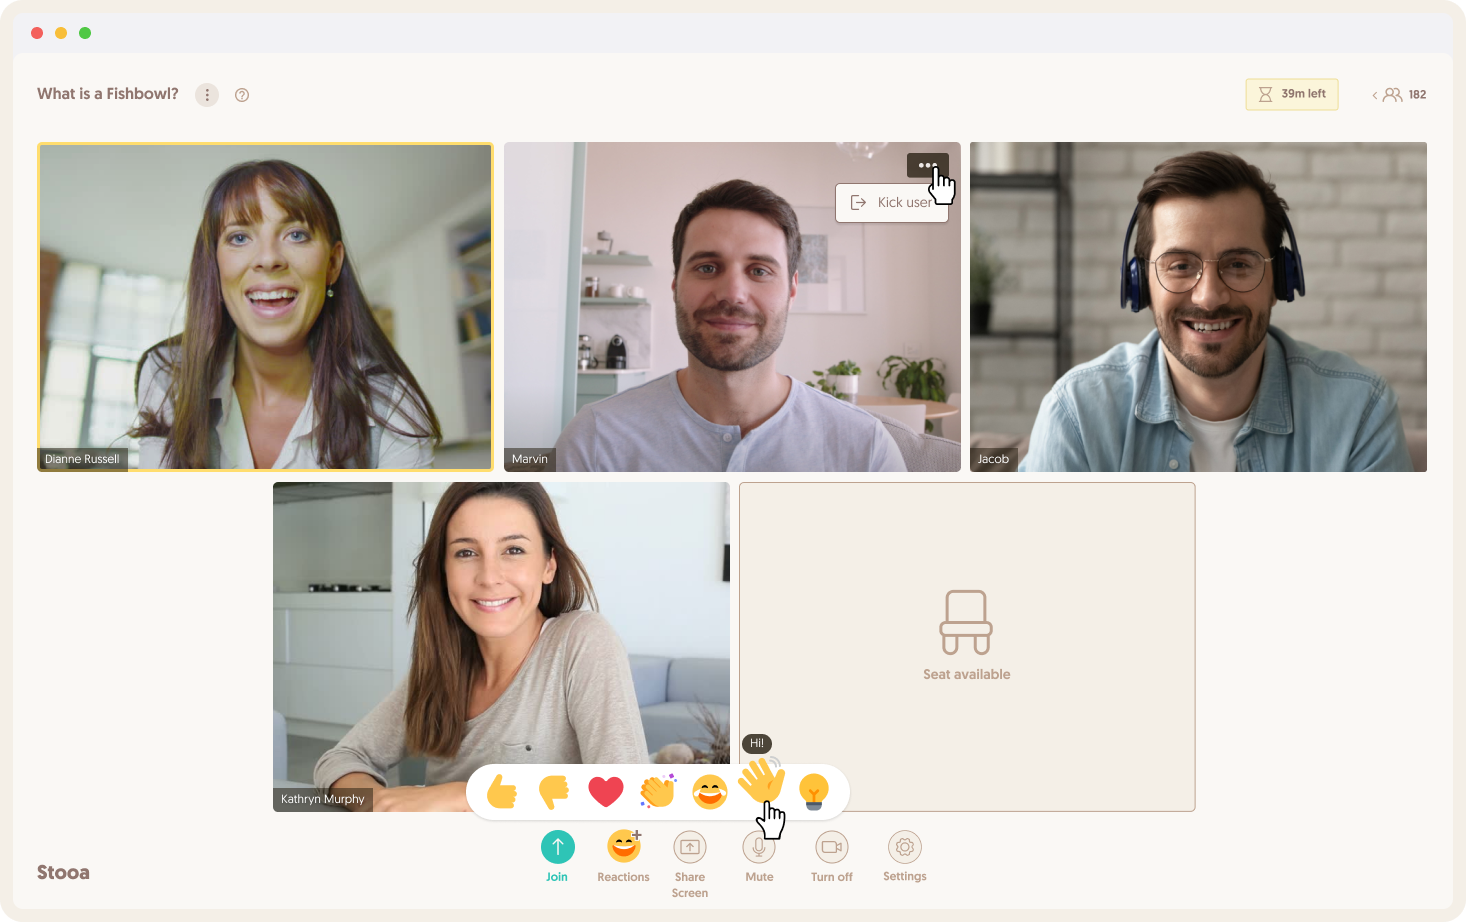 What is a Fishbowl?
39m left
182
Kick user
Dianne Russell
Marvin
Jacob
Seat available
Hi!
Kathryn Murphy
Stooa
Join
Reactions
Share
Screen
Mute
Turn off
Settings